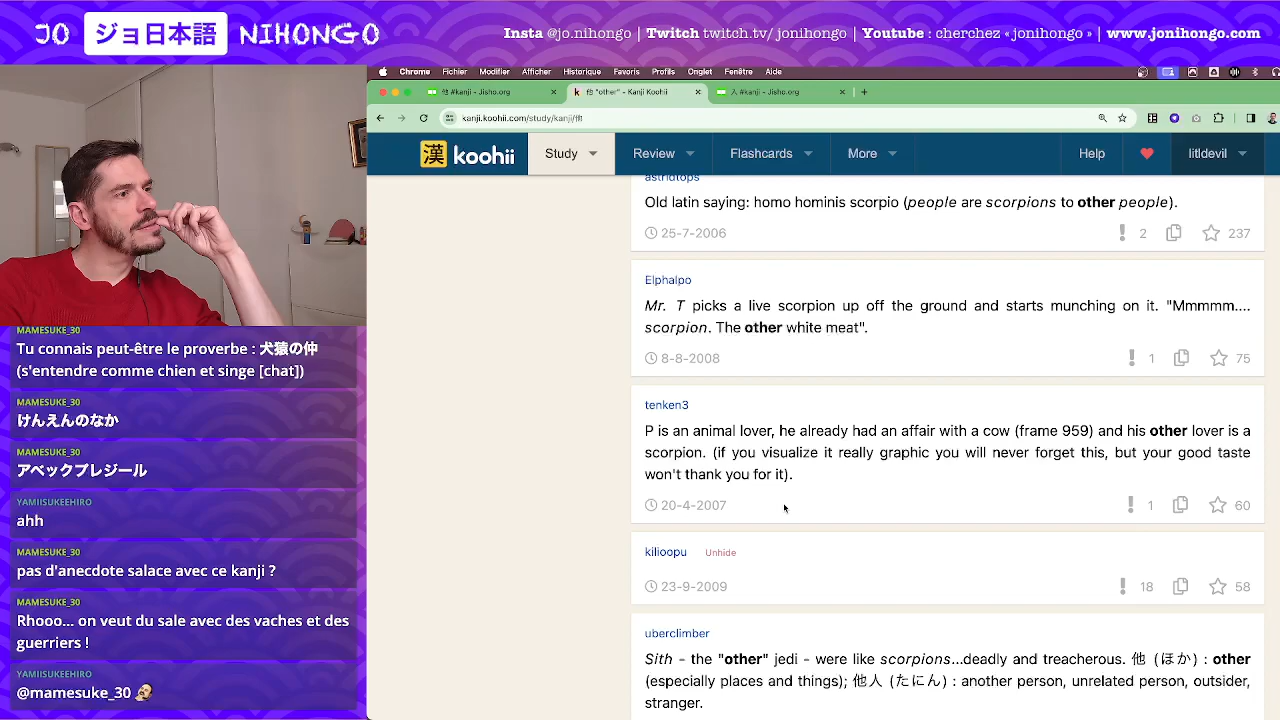 JO ジョ日本語 NIHONGO
Insta @jo.nihongo | Twitch twitch.tv/jonihongo | Youtube : cherchez «jonihongo » | www.jonihongo.com
Chrome Fichier Modifier Afficher Historique Favoris Profils Onglet Fenêtre Aide
他 #kanji - Jisho.org
他 "other" - Kanji Koohii
人 #kanji - Jisho.org
kanji.koohii.com/study/kanji/他
漢 koohii Study Review Flashcards More Help litldevil
astridtops
Old latin saying: homo hominis scorpio (people are scorpions to other people).
25-7-2006 2 237
Elphalpo
Mr. T picks a live scorpion up off the ground and starts munching on it. "Mmmmm....
scorpion. The other white meat".
8-8-2008 1 75
tenken3
P is an animal lover, he already had an affair with a cow (frame 959) and his other lover is a
scorpion. (if you visualize it really graphic you will never forget this, but your good taste
won't thank you for it).
20-4-2007 1 60
kilioopu Unhide
23-9-2009 18 58
uberclimber
Sith - the "other" jedi - were like scorpions...deadly and treacherous. 他 (ほか) : other
(especially places and things); 他人 (たにん) : another person, unrelated person, outsider,
stranger.
MAMESUKE_30
Tu connais peut-être le proverbe : 犬猿の仲
(s'entendre comme chien et singe [chat])
MAMESUKE_30
けんえんのなか
MAMESUKE_30
アベックプレジール
YAMIISUKEEHIRO
ahh
MAMESUKE_30
pas d'anecdote salace avec ce kanji ?
MAMESUKE_30
Rhooo... on veut du sale avec des vaches et des
guerriers !
YAMIISUKEEHIRO
@mamesuke_30